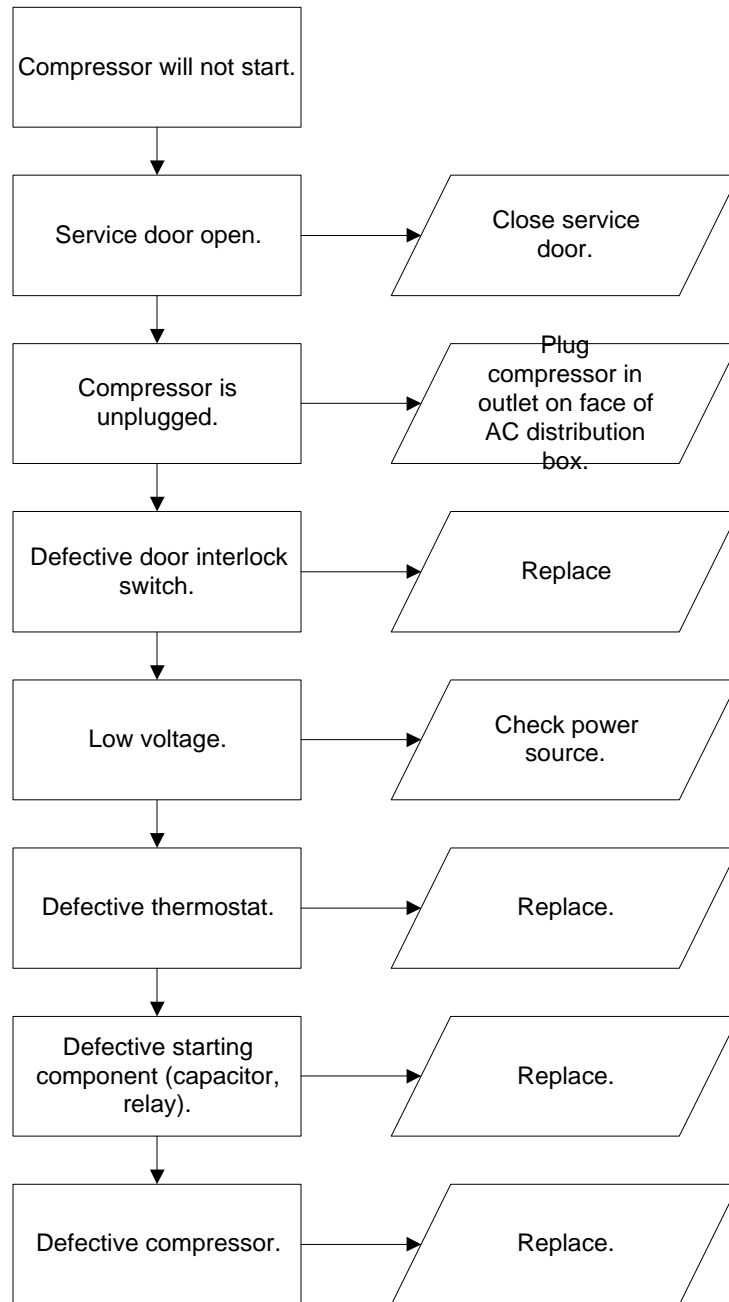 Compressor will not start.
Service door open.
Close service
door.
Compressor is
unplugged.
Plug
compressor in
outlet on face of
AC distribution
box.
Defective door interlock
switch.
Replace
Low voltage.
Check power
source.
Defective thermostat.
Replace.
Defective starting
component (capacitor,
relay).
Replace.
Defective compressor.
Replace.